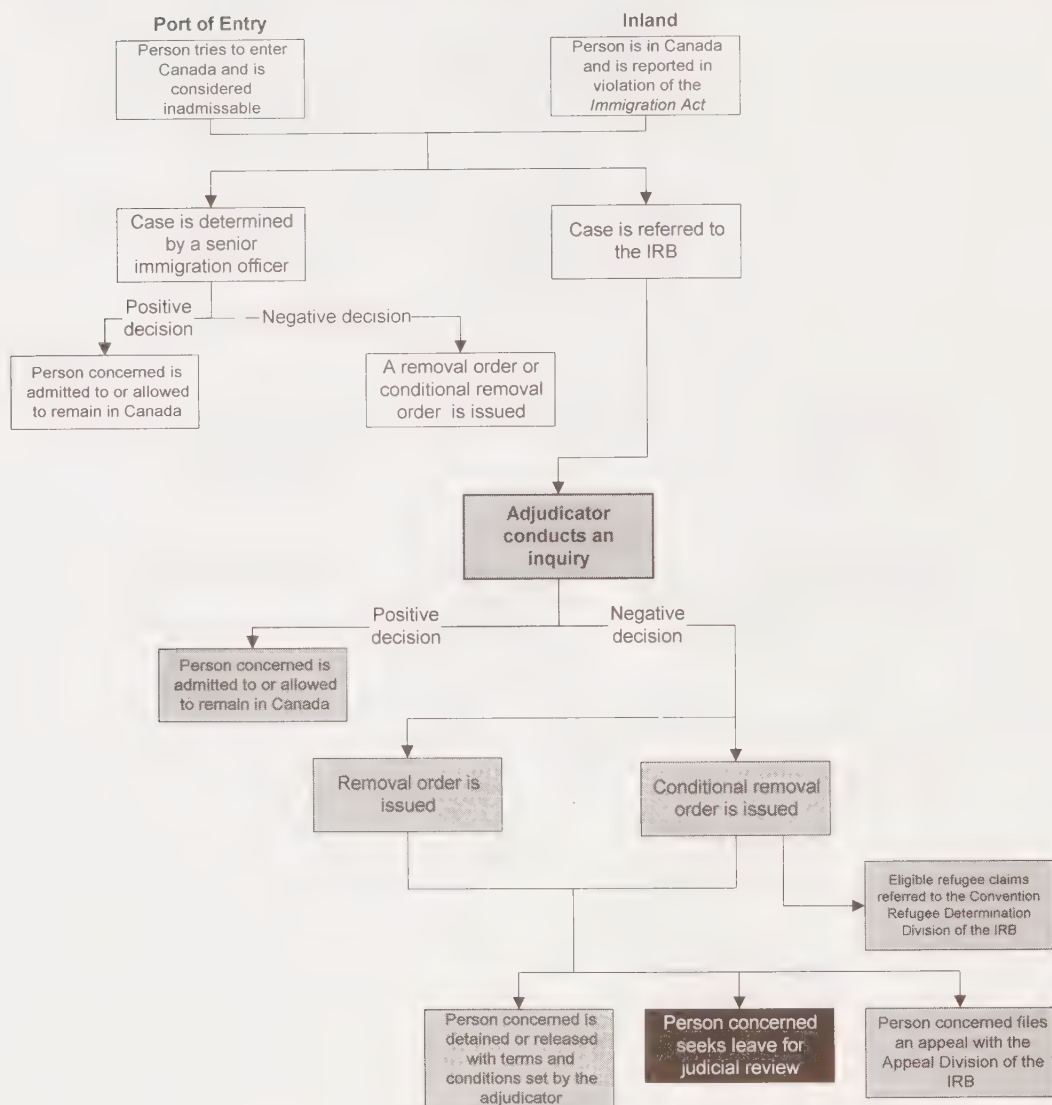 Port of Entry
Person tries to enter
Canada and is
considered
inadmissable
Inland
Person is in Canada
and is reported in
violation of the
Immigration Act
Case is determined
by a senior
immigration officer
Case is referred to
the IRB
Positive
decision
Negative decision
Person concerned is
admitted to or allowed
to remain in Canada
A removal order or
conditional removal
order is issued
Adjudicator
conducts an
inquiry
Positive
decision
Negative
decision
Person concerned is
admitted to or allowed
to remain in Canada
Removal order is
issued
Conditional removal
order is issued
Eligible refugee claims
referred to the Convention
Refugee Determination
Division of the IRB
Person concerned is
detained or released
with terms and
conditions set by the
adjudicator
Person concerned
seeks leave for
judicial review
Person concerned files
an appeal with the
Appeal Division of the
IRB